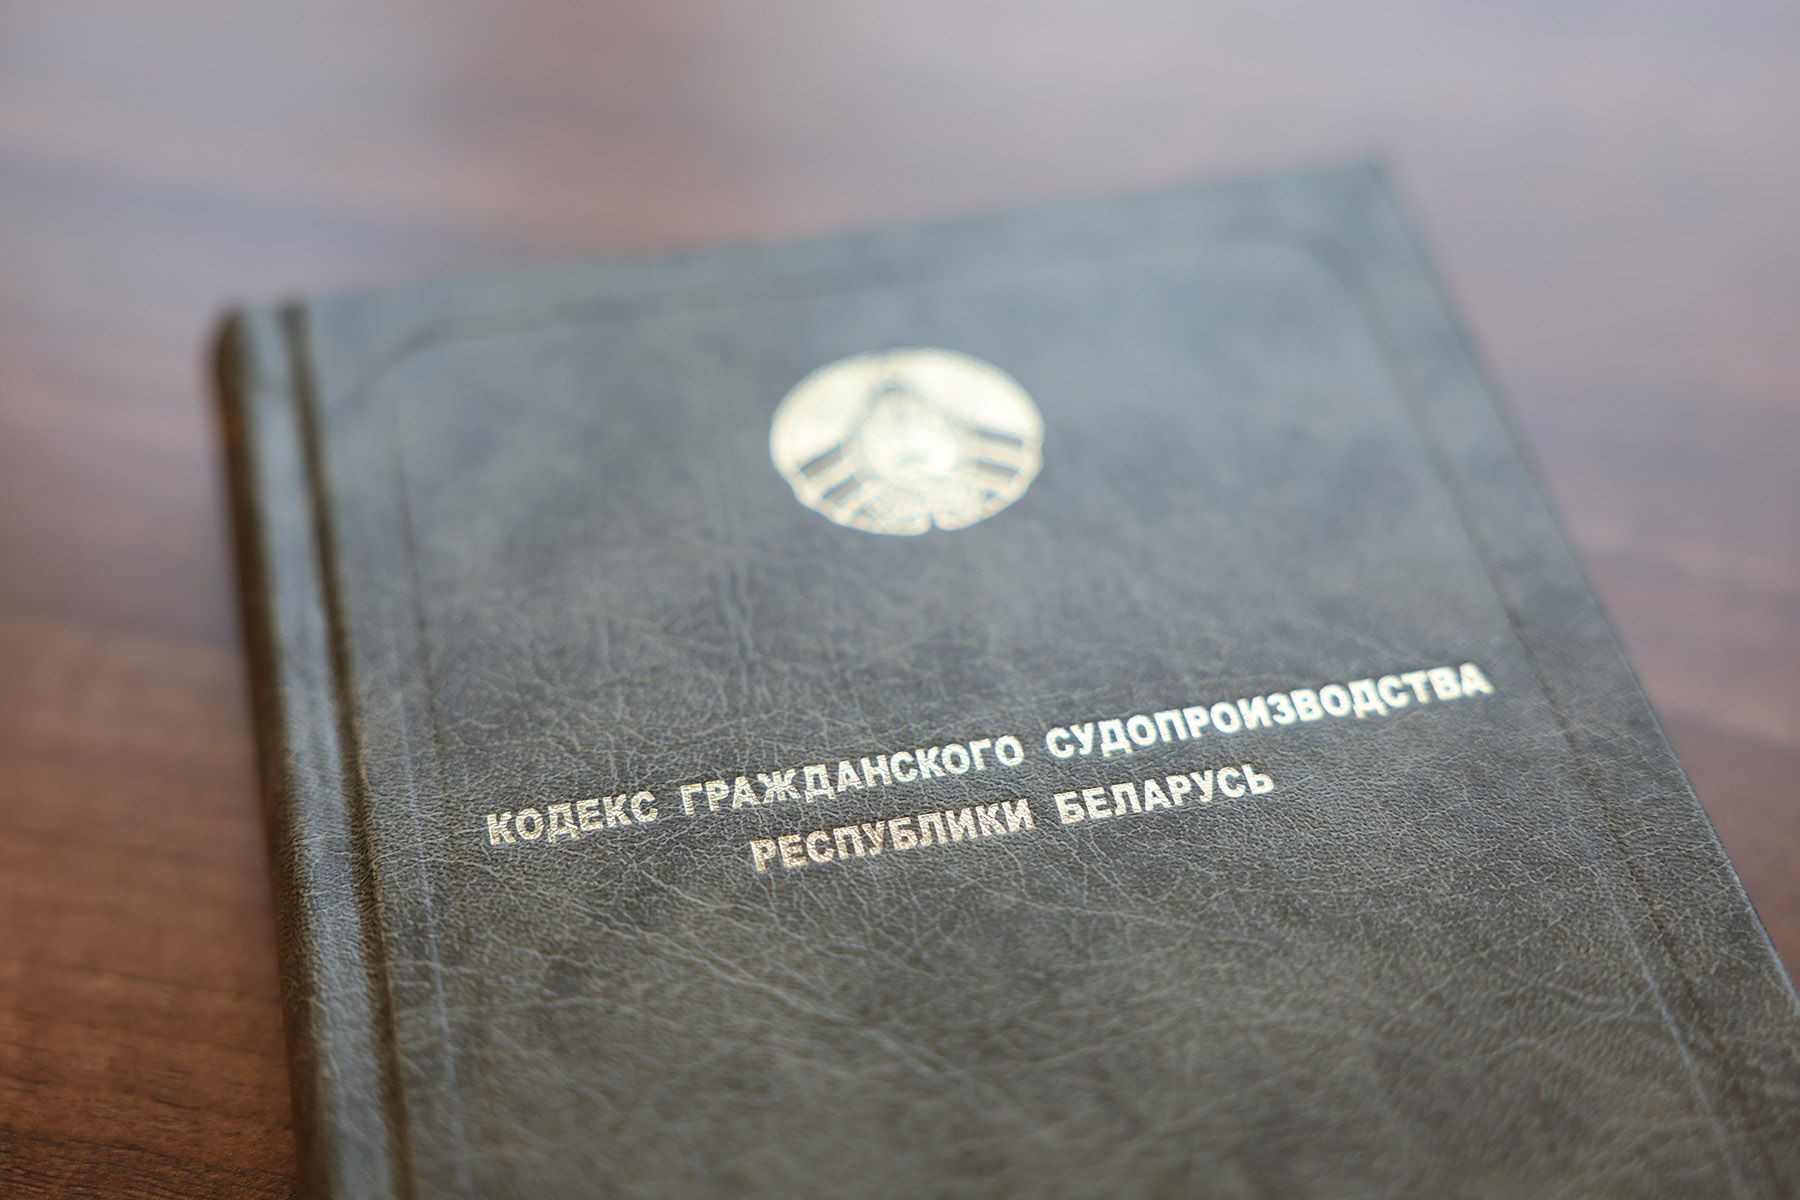 КОДЕКС ГРАЖДАНСКОГО СУДОПРОИЗВОДСТВА
РЕСПУБЛИКИ БЕЛАРУСЬ